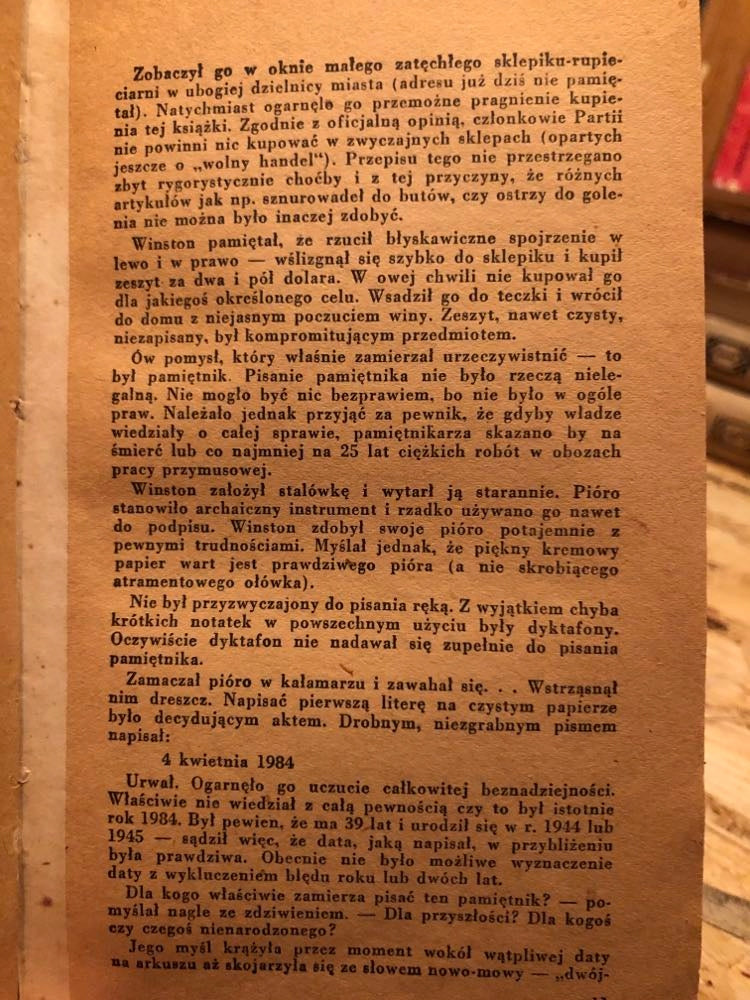 Zobaczył go w oknie małego zatęchłego sklepiku-rupie-
ciarni w ubogiej dzielnicy miasta (adresu już dziś nie pamię-
tał). Natychmiast ogarnęło go przemożne pragnienie kupie-
nia tej książki. Zgodnie z oficjalną opinią, członkowie Partii
nie powinni nic kupować w zwyczajnych sklepach (opartych
jeszcze o „wolny handel"). Przepisu tego nie przestrzegano
zbyt rygorystycznie choćby i z tej przyczyny, że różnych
artykułów jak np. sznurowadeł do butów, czy ostrzy do gole-
nia nie można było inaczej zdobyć.
Winston pamiętał, że rzucił błyskawiczne spojrzenie w
lewo i w prawo — wślizgnął się szybko do sklepiku i kupił
zeszyt za dwa i pół dolara. W owej chwili nie kupował go
dla jakiegoś określonego celu. Wsadził go do teczki i wrócił
do domu z niejasnym poczuciem winy. Zeszyt, nawet czysty,
niezapisany, był kompromitującym przedmiotem.
Ów pomysł, który właśnie zamierzał urzeczywistnić — to
był pamiętnik. Pisanie pamiętnika nie było rzeczą niele-
galną. Nie mogło być nic bezprawiem, bo nie było w ogóle
praw. Należało jednak przyjąć za pewnik, że gdyby władze
wiedziały o całej sprawie, pamiętnikarza skazano by na
śmierć lub co najmniej na 25 lat ciężkich robót w obozach
pracy przymusowej.
Winston założył stalówkę i wytarł ją starannie. Pióro
stanowiło archaiczny instrument i rzadko używano go nawet
do podpisu. Winston zdobył swoje pióro potajemnie z
pewnymi trudnościami. Myślał jednak, że piękny kremowy
papier wart jest prawdziwego pióra (a nie skrobiącego
atramentowego ołówka).
Nie był przyzwyczajony do pisania ręką. Z wyjątkiem chyba
krótkich notatek w powszechnym użyciu były dyktafony.
Oczywiście dyktafon nie nadawał się zupełnie do pisania
pamiętnika.
Zamaczał pióro w kałamarzu i zawahał się. . . Wstrząsnął
nim dreszcz. Napisać pierwszą literę na czystym papierze
było decydującym aktem. Drobnym, niezgrabnym pismem
napisał:
4 kwietnia 1984
Urwał. Ogarnęło go uczucie całkowitej beznadziejności.
Właściwie nie wiedział z całą pewnością czy to był istotnie
rok 1984. Był pewien, że ma 39 lat i urodził się w r. 1944 lub
1945 — sądził więc, że data, jaką napisał, w przybliżeniu
była prawdziwa. Obecnie nie było możliwe wyznaczenie
daty z wykluczeniem błędu roku lub dwóch lat.
Dla kogo właściwie zamierza pisać ten pamiętnik? — po-
myślał nagle ze zdziwieniem. — Dla przyszłości? Dla kogoś
czy czegoś nienarodzonego?
Jego myśl krążyła przez moment wokół wątpliwej daty
na arkuszu aż skojarzyła się ze słowem nowo-mowy — „dwój-